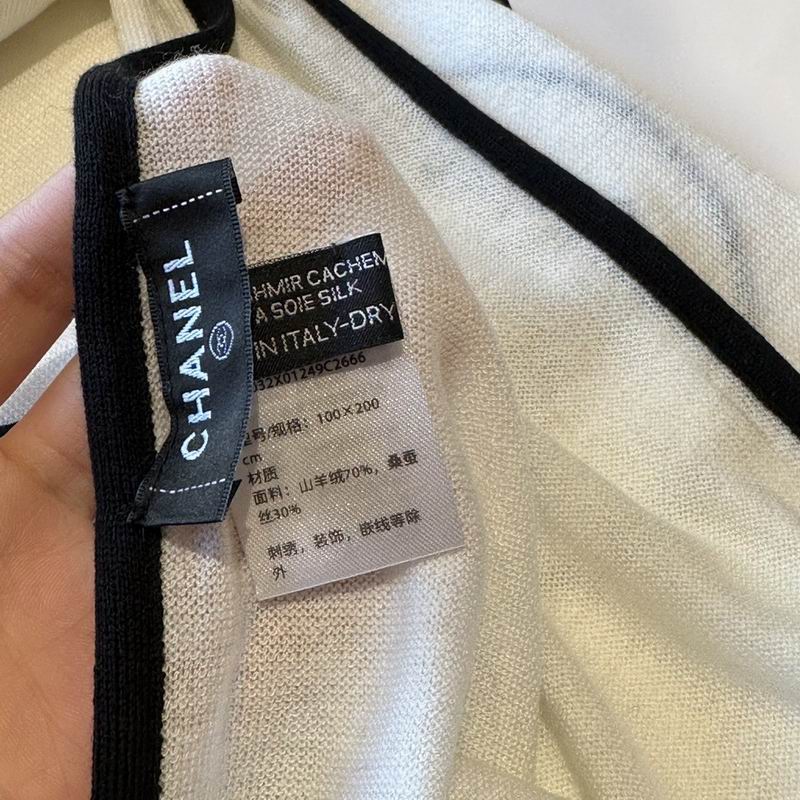 CHANEL
HMIR CACHEM
A SOIE SILK
IN ITALY-DRY
32X01249C2666
号/规格：100×200
cm
材质
面料：山羊绒70%，桑蚕
丝30%
刺绣，装饰，嵌线等除
外